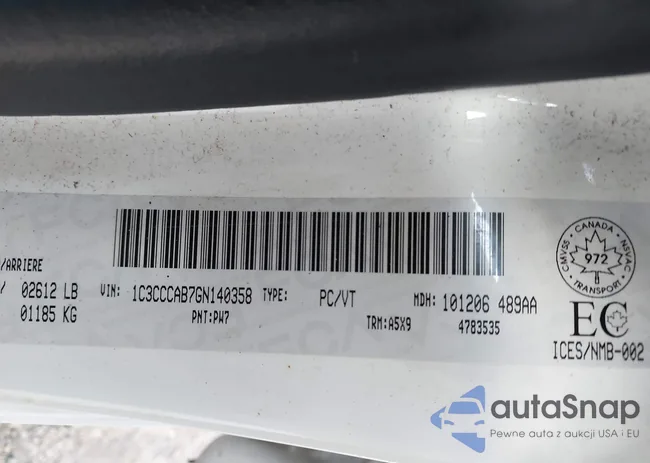 /ARRIERE
02612 LB
01185 KG
VIN: 1C3CCCAB7GN140358 TYPE: PC/VT MDH: 101206 489AA
PNT:PW7 TRM:A5X9 4783535
CMVSS - CANADA - NSVAC
972
TRANSPORT
EC
ICES/NMB-002
autaSnap
Pewne auta z aukcji USA i EU